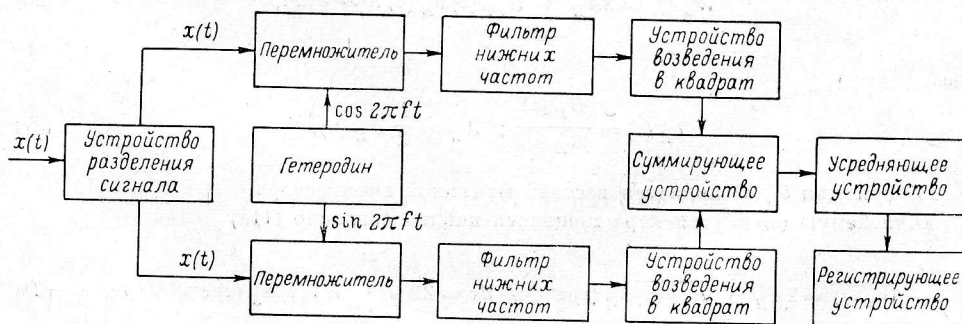 x(t)
Перемножитель
Фильтр
нижних
частот
Устройство
возведения
в квадрат
cos 2πft
x(t)
Устройство
разделения
сигнала
Гетеродин
Суммирующее
устройство
Усредняющее
устройство
sin 2πft
x(t)
Перемножитель
Фильтр
нижних
частот
Устройство
возведения
в квадрат
Регистрирующее
устройство